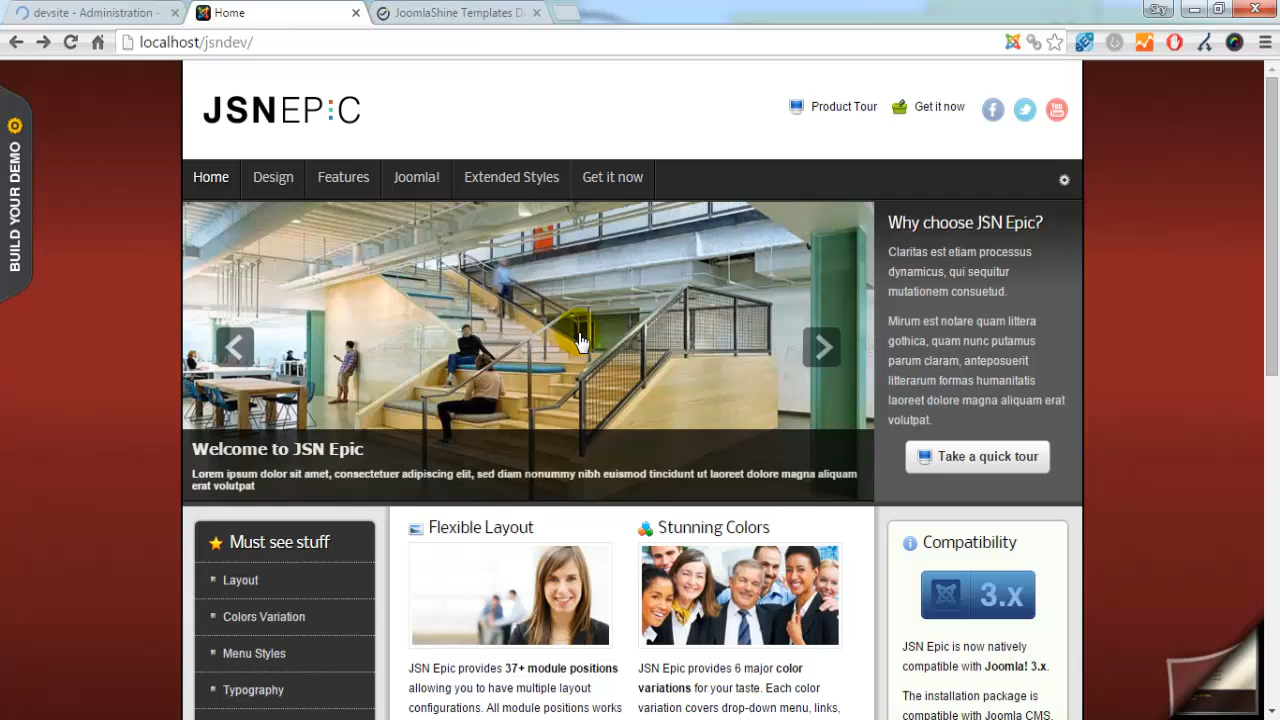 devsite - Administration -
Home
JoomlaShine Templates D
Sky
localhost/jsndev/
BUILD YOUR DEMO
JSNEPIC
Product Tour
Get it now
You
Tube
Home
Design
Features
Joomla!
Extended Styles
Get it now
Welcome to JSN Epic
Lorem ipsum dolor sit amet, consectetuer adipiscing elit, sed diam nonummy nibh euismod tincidunt ut laoreet dolore magna aliquam
erat volutpat
Why choose JSN Epic?
Claritas est etiam processus
dynamicus, qui sequitur
mutationem consuetud.
Mirum est notare quam littera
gothica, quam nunc putamus
parum claram, anteposuerit
litterarum formas humanitatis
laoreet dolore magna aliquam erat
volutpat.
Take a quick tour
Must see stuff
Layout
Colors Variation
Menu Styles
Typography
Flexible Layout
JSN Epic provides 37+ module positions
allowing you to have multiple layout
configurations. All module positions works
Stunning Colors
JSN Epic provides 6 major color
variations for your taste. Each color
variation covers drop-down menu, links,
Compatibility
3.x
JSN Epic is now natively
compatible with Joomla! 3.x.
The installation package is
compatible with Joomla CMS.